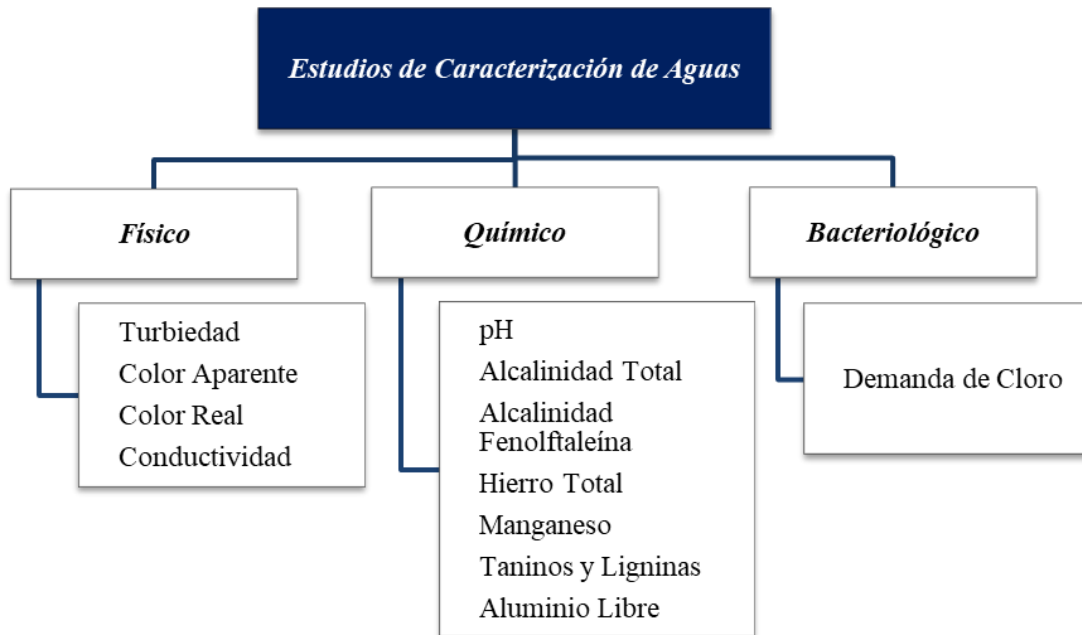 Estudios de Caracterización de Aguas
Físico
Químico
Bacteriológico
Turbiedad
Color Aparente
Color Real
Conductividad
pH
Alcalinidad Total
Alcalinidad
Fenolftaleína
Hierro Total
Manganeso
Taninos y Ligninas
Aluminio Libre
Demanda de Cloro